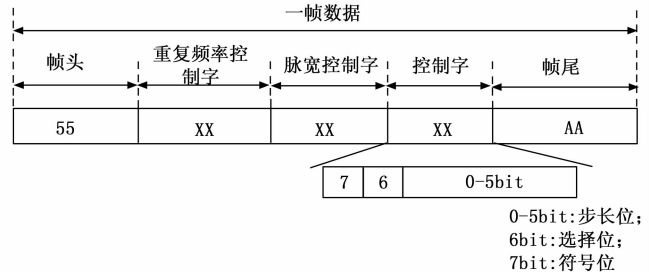 一帧数据
帧头
重复频率控
制字
脉宽控制字
控制字
帧尾
55
XX
XX
XX
AA
7
6
0-5bit
0-5bit:步长位;
6bit:选择位;
7bit:符号位